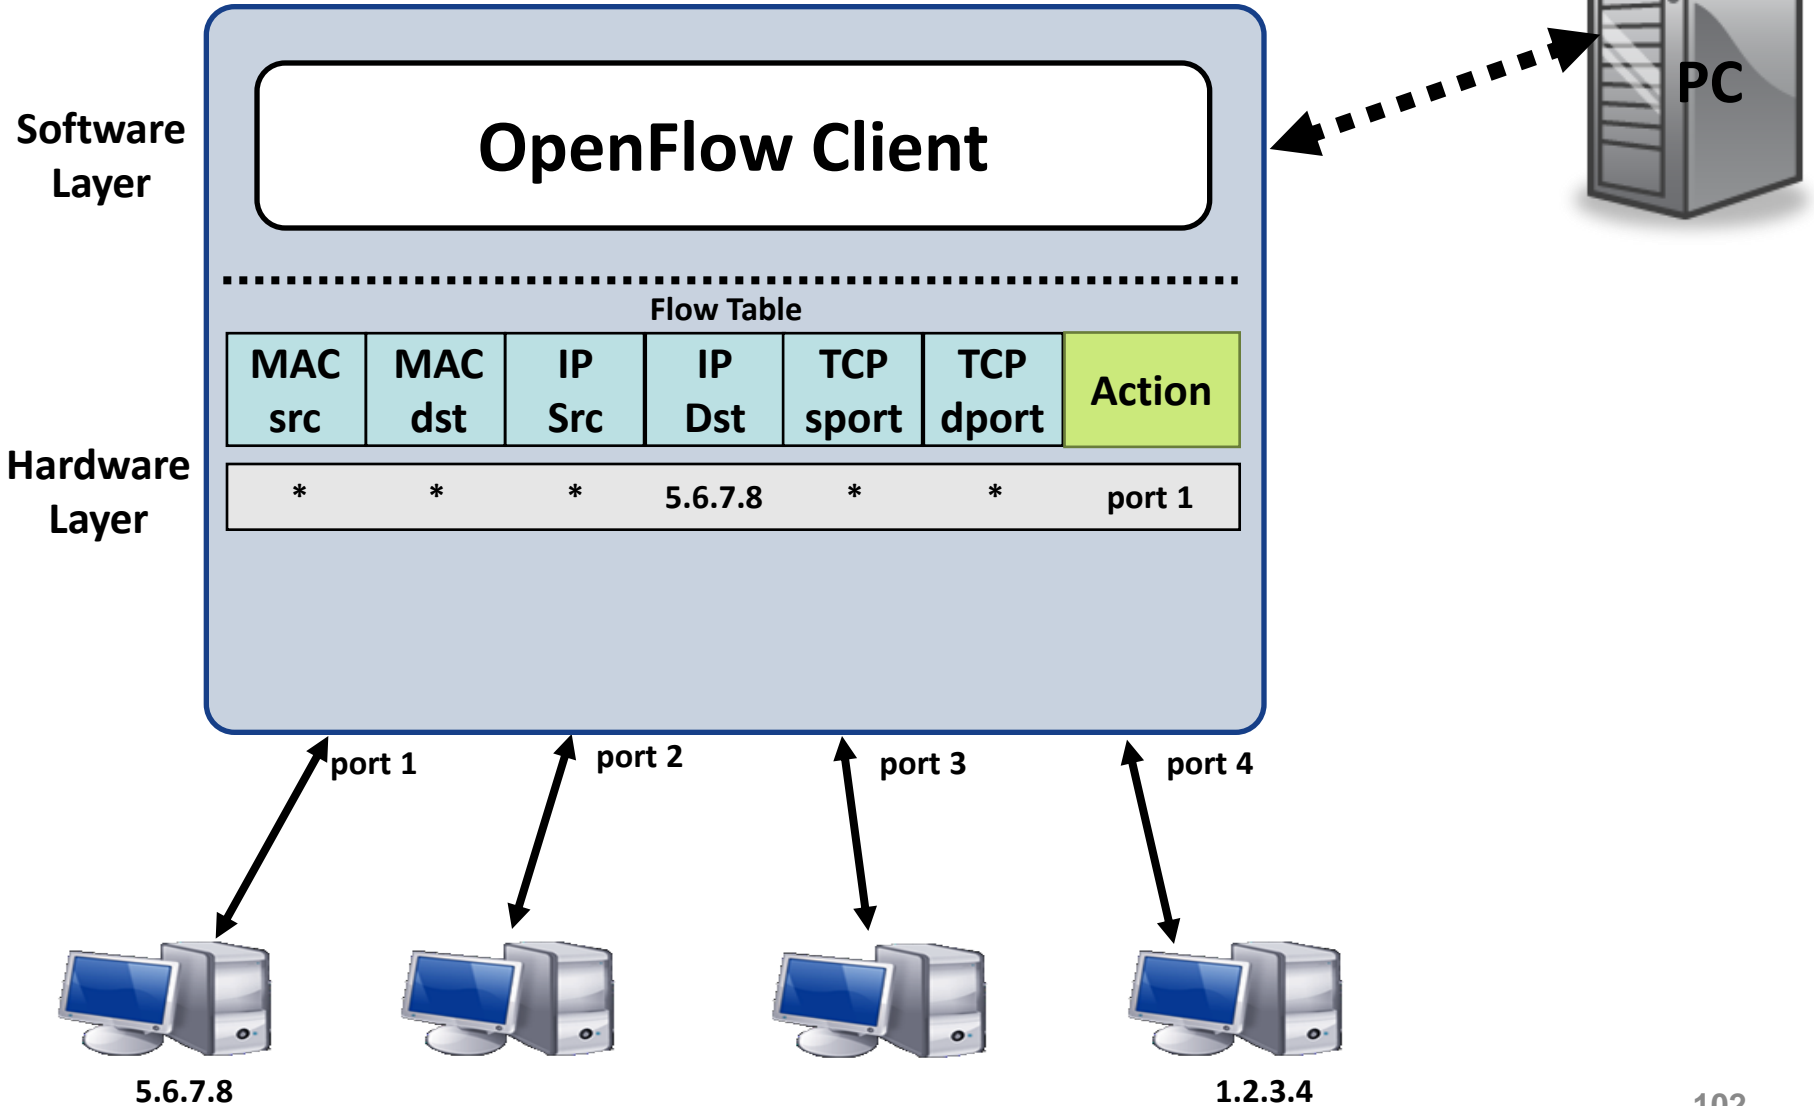 PC
Software
Layer
OpenFlow Client
Flow Table
MAC src
MAC dst
IP Src
IP Dst
TCP sport
TCP dport
Action
Hardware
Layer
* * * 5.6.7.8 * * port 1
port 1
port 2
port 3
port 4
5.6.7.8
1.2.3.4
102